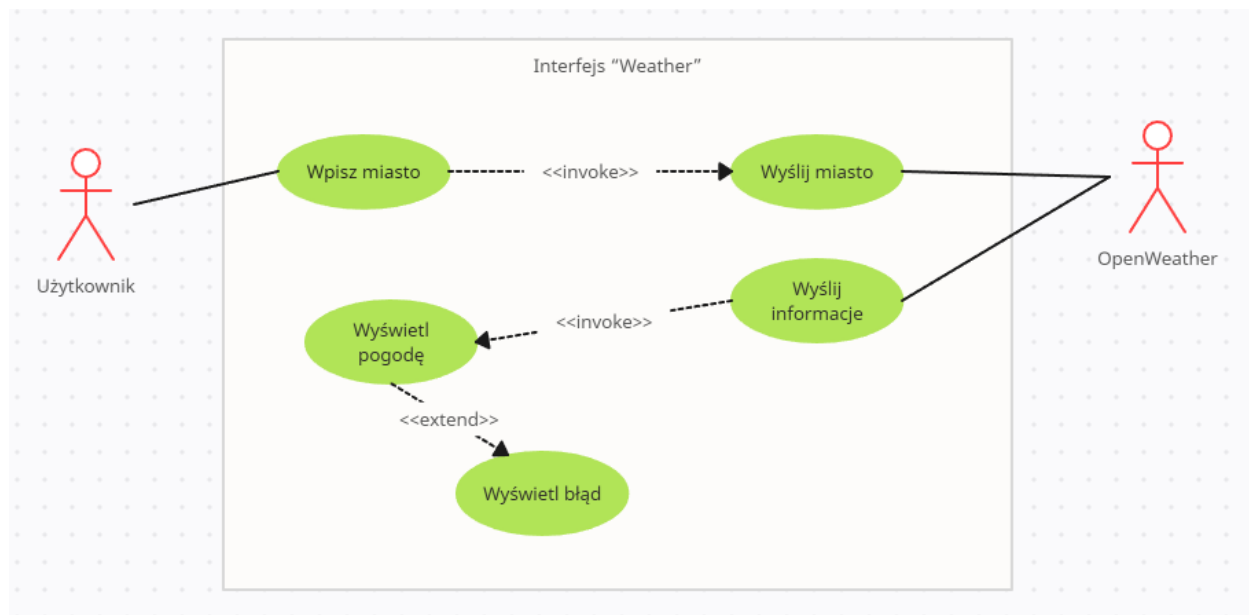 Interfejs “Weather”
Wpisz miasto
<<invoke>>
Wyślij miasto
Użytkownik
OpenWeather
Wyślij
informacje
<<invoke>>
Wyświetl
pogodę
<<extend>>
Wyświetl błąd